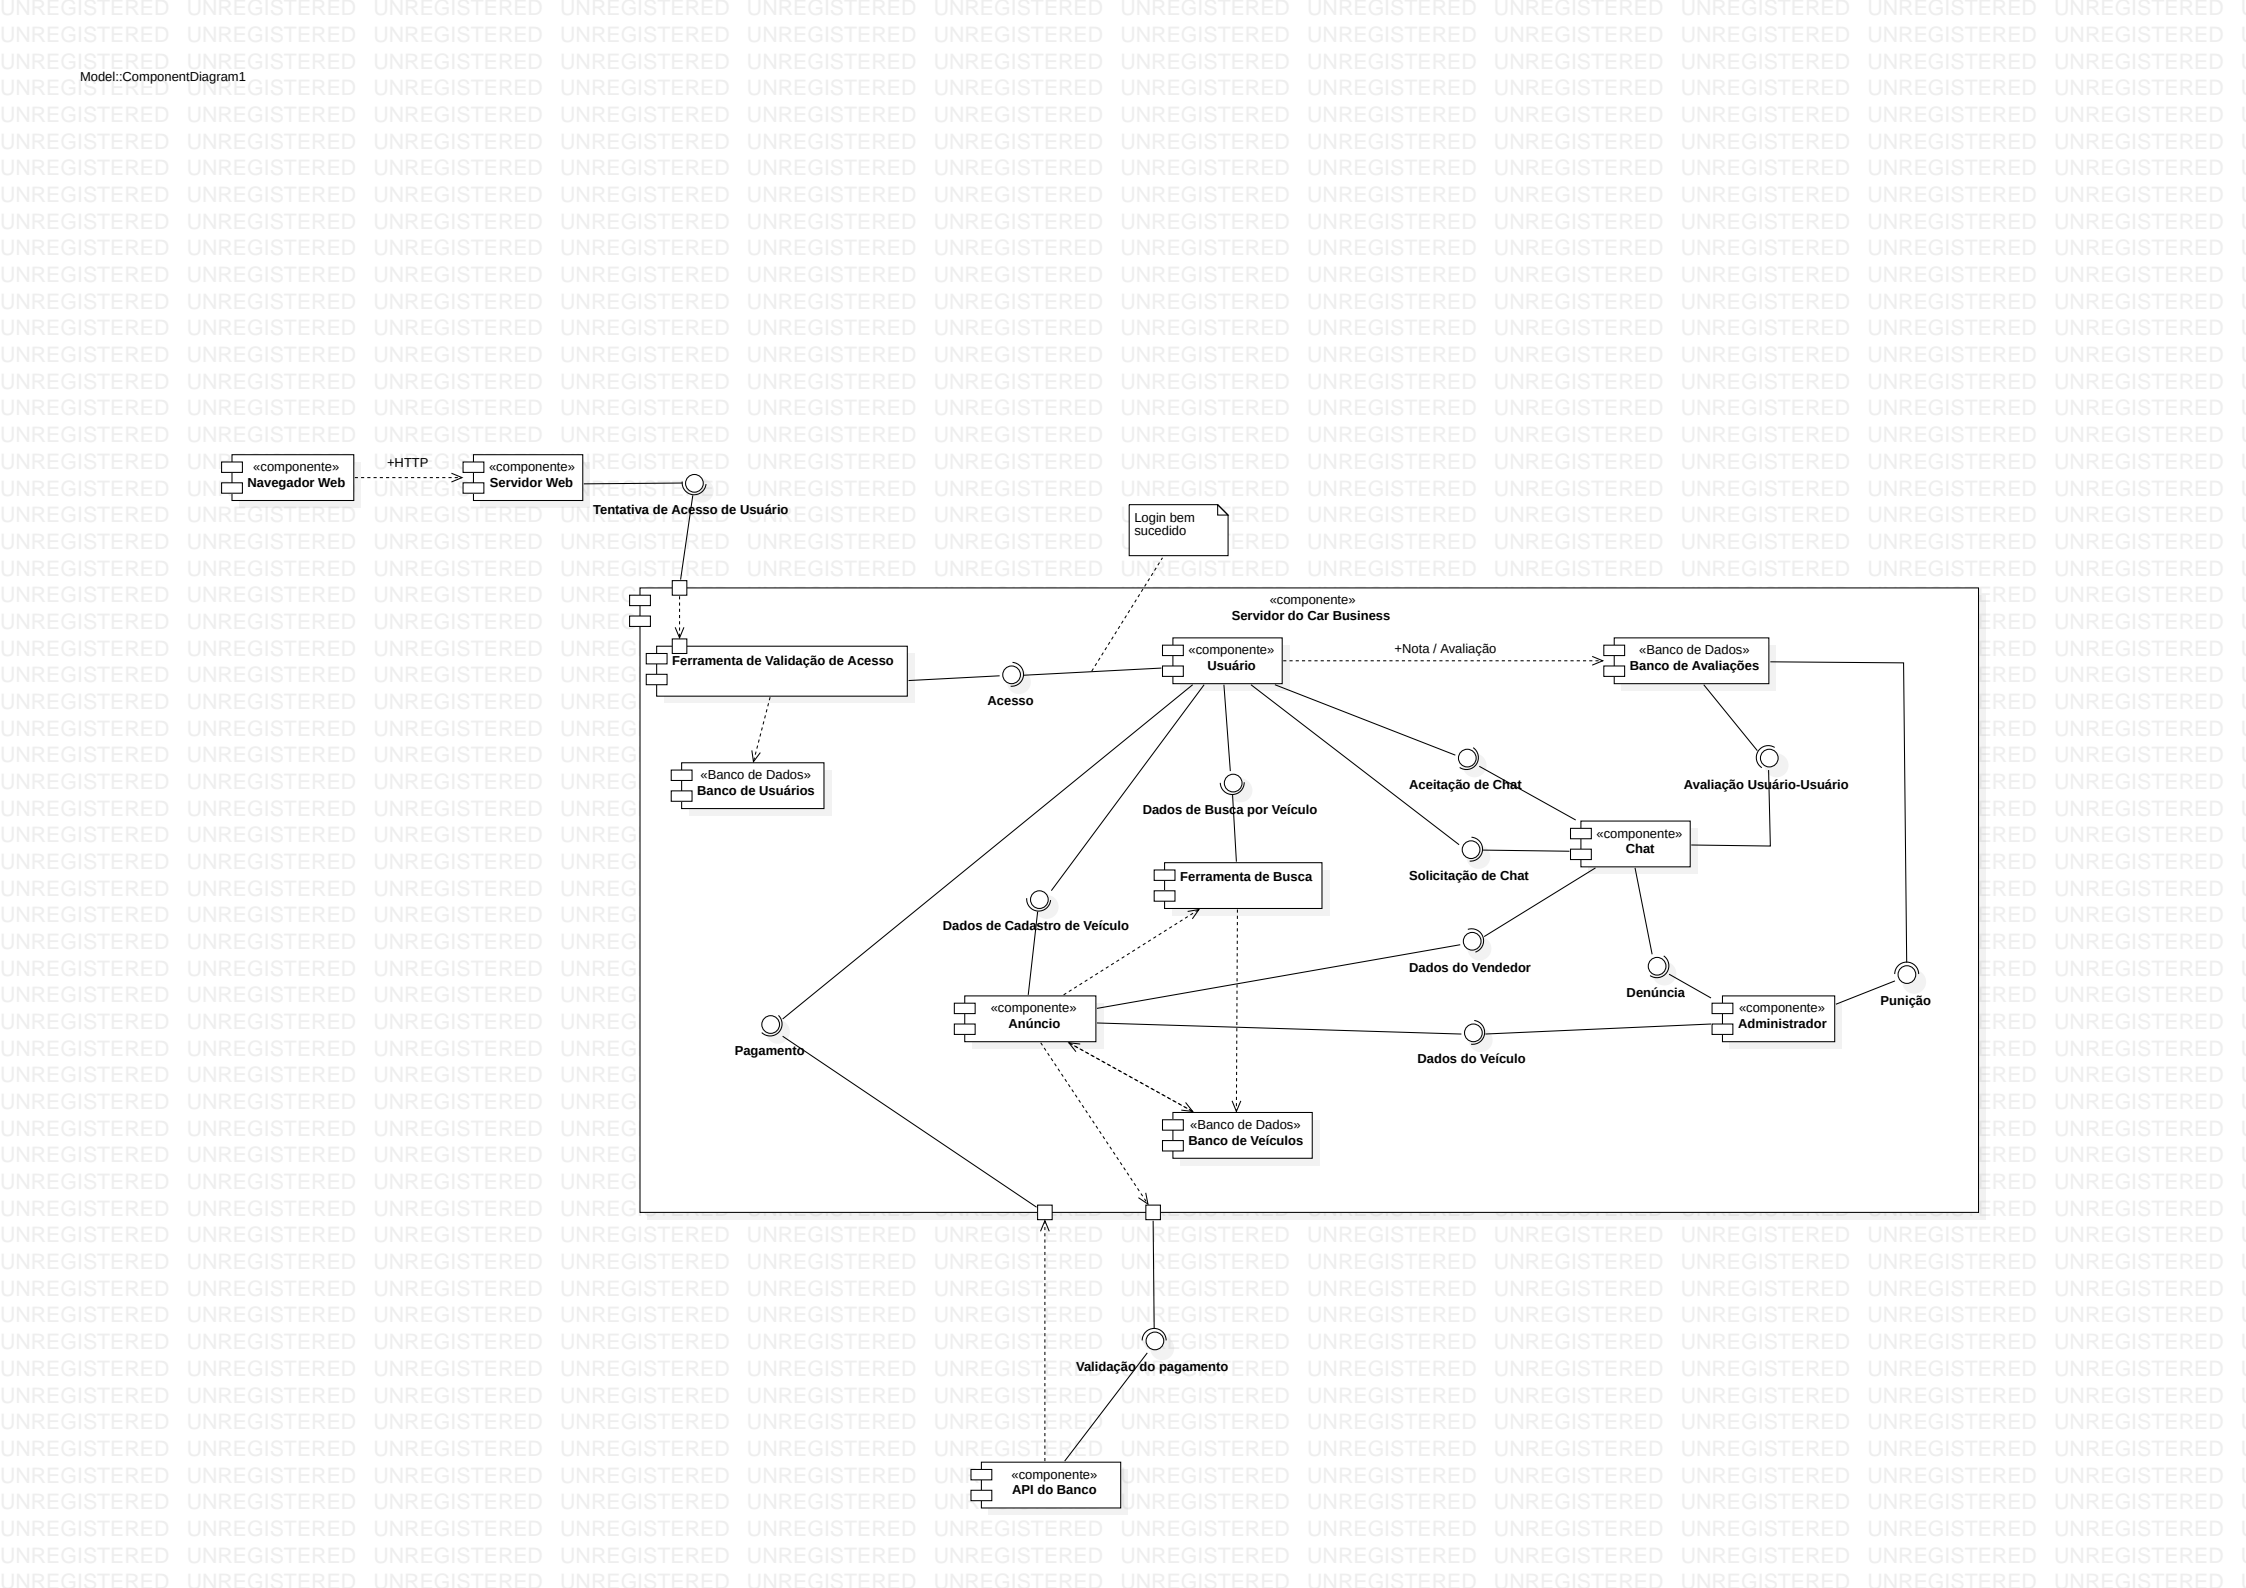 Model::ComponentDiagram1
«componente»
Navegador Web
+HTTP
«componente»
Servidor Web
Tentativa de Acesso de Usuário
Login bem
sucedido
«componente»
Servidor do Car Business
Ferramenta de Validação de Acesso
Acesso
«componente»
Usuário
+Nota / Avaliação
«Banco de Dados»
Banco de Avaliações
«Banco de Dados»
Banco de Usuários
Dados de Busca por Veículo
Aceitação de Chat
Avaliação Usuário-Usuário
«componente»
Chat
Solicitação de Chat
Ferramenta de Busca
Dados de Cadastro de Veículo
Dados do Vendedor
Denúncia
Punição
«componente»
Anúncio
«componente»
Administrador
Pagamento
Dados do Veículo
«Banco de Dados»
Banco de Veículos
Validação do pagamento
«componente»
API do Banco
UNREGISTERED